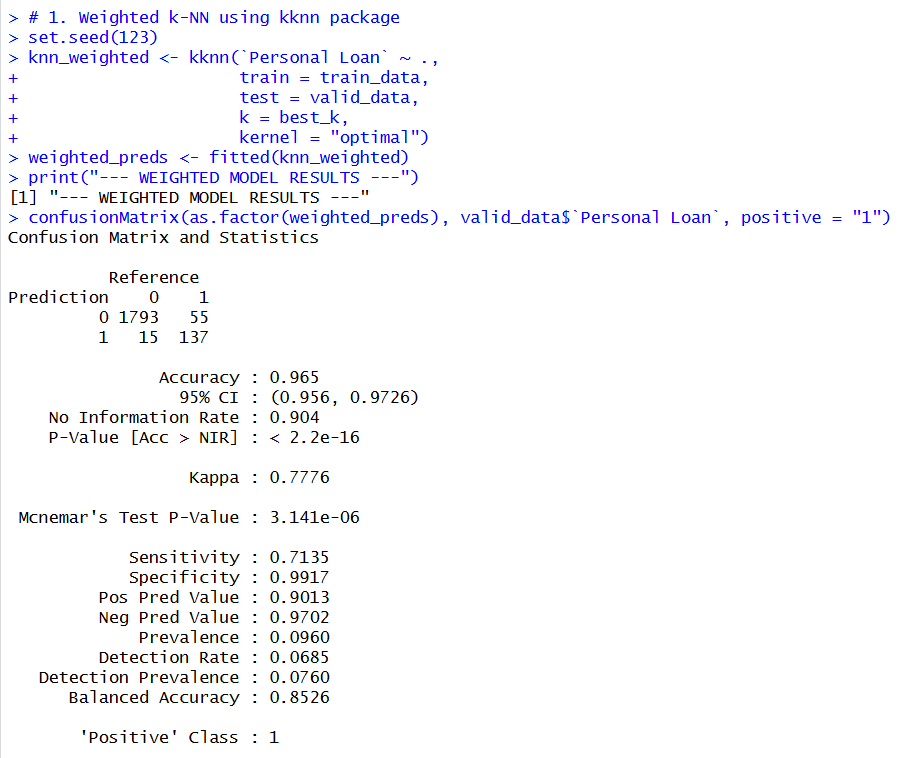 > # 1. Weighted k-NN using kknn package
> set.seed(123)
> knn_weighted <- kknn(`Personal Loan` ~ .,
+                      train = train_data,
+                      test = valid_data,
+                      k = best_k,
+                      kernel = "optimal")
> weighted_preds <- fitted(knn_weighted)
> print("--- WEIGHTED MODEL RESULTS ---")
[1] "--- WEIGHTED MODEL RESULTS ---"
> confusionMatrix(as.factor(weighted_preds), valid_data$`Personal Loan`, positive = "1")
Confusion Matrix and Statistics

          Reference
Prediction    0    1
         0 1793   55
         1   15  137

               Accuracy : 0.965
                 95% CI : (0.956, 0.9726)
    No Information Rate : 0.904
    P-Value [Acc > NIR] : < 2.2e-16

                  Kappa : 0.7776

 Mcnemar's Test P-Value : 3.141e-06

            Sensitivity : 0.7135
            Specificity : 0.9917
         Pos Pred Value : 0.9013
         Neg Pred Value : 0.9702
             Prevalence : 0.0960
         Detection Rate : 0.0685
   Detection Prevalence : 0.0760
      Balanced Accuracy : 0.8526

       'Positive' Class : 1